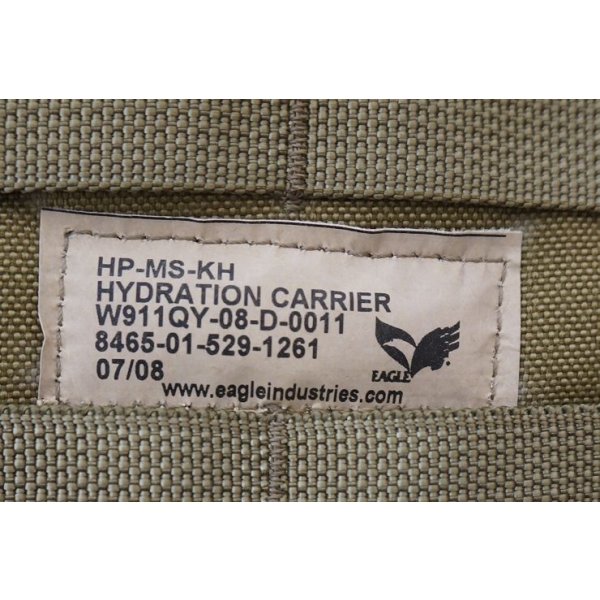 HP-MS-KH
HYDRATION CARRIER
W911QY-08-D-0011
8465-01-529-1261
07/08
EAGLE
www.eagleindustries.com